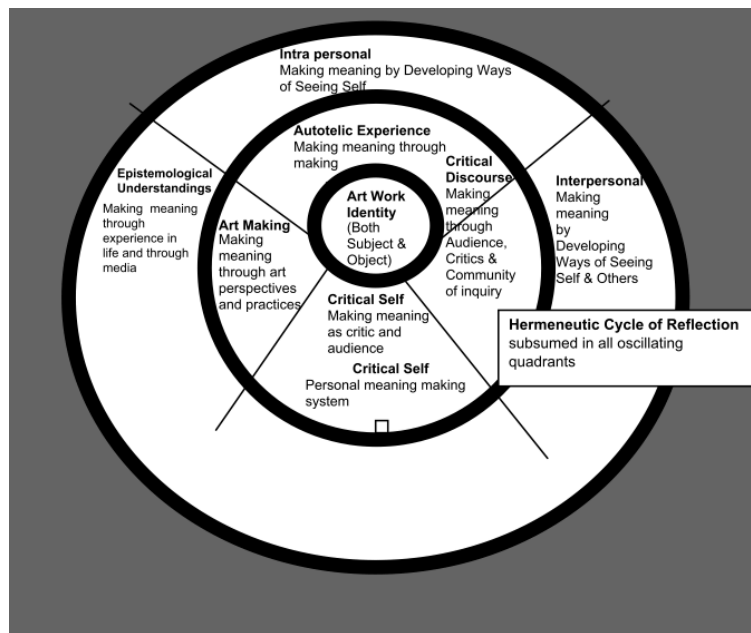 Intra personal
Making meaning by Developing Ways
of Seeing Self
Autotelic Experience
Making meaning through
making
Epistemological
Understandings
Making meaning
through
experience in
life and through
media
Art Making
Making
meaning
through art
perspectives
and practices
Art Work
Identity
(Both
Subject &
Object)
Critical
Discourse
Making
meaning
through
Audience,
Critics &
Community
of inquiry
Interpersonal
Making
meaning
by
Developing
Ways of Seeing
Self & Others
Critical Self
Making meaning
as critic and
audience
Critical Self
Personal meaning making
system
Hermeneutic Cycle of Reflection
subsumed in all oscillating
quadrants